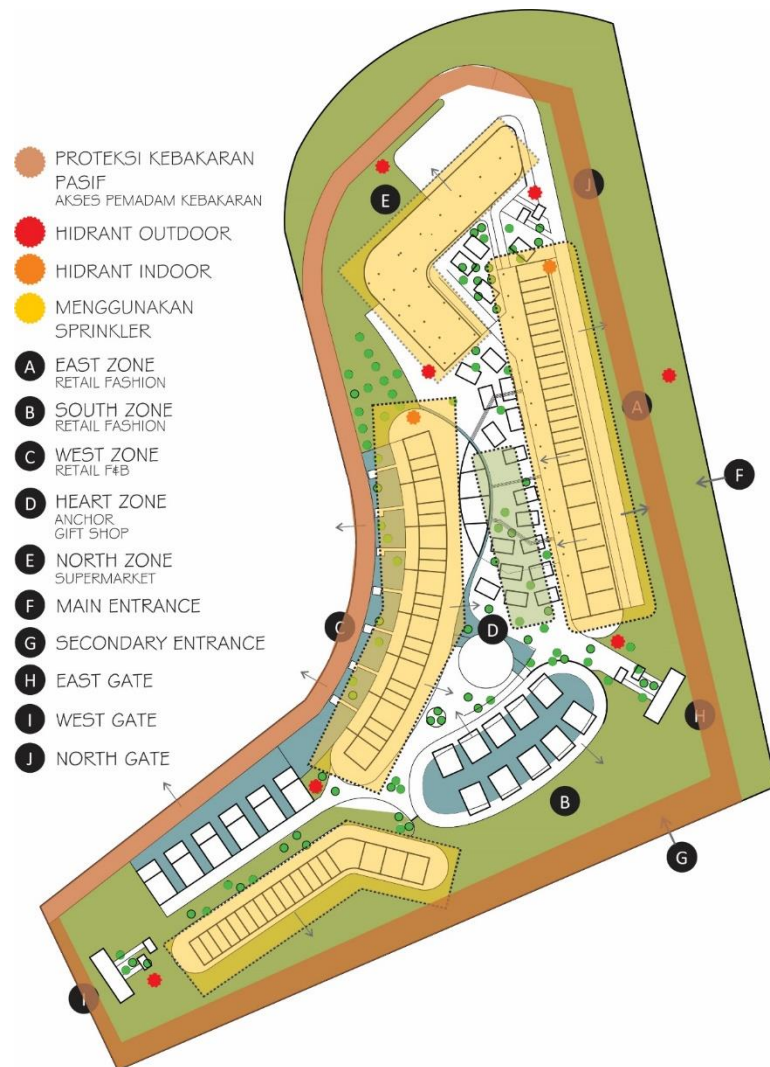 PROTEKSI KEBAKARAN
PASIF
AKSES PEMADAM KEBAKARAN
HIDRANT OUTDOOR
HIDRANT INDOOR
MENGGUNAKAN
SPRINKLER
A EAST ZONE
RETAIL FASHION
B SOUTH ZONE
RETAIL FASHION
C WEST ZONE
RETAIL F&B
D HEART ZONE
ANCHOR
GIFT SHOP
E NORTH ZONE
SUPERMARKET
F MAIN ENTRANCE
G SECONDARY ENTRANCE
H EAST GATE
I WEST GATE
J NORTH GATE
J
E
A
F
C
D
H
B
G
I